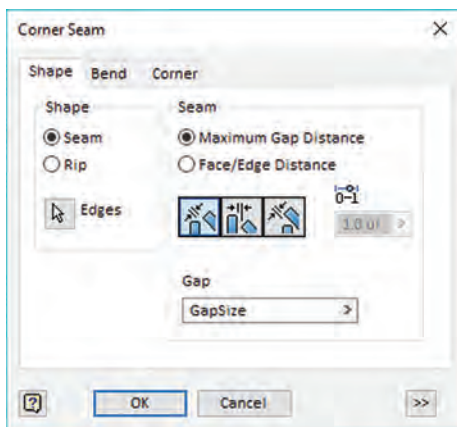 Corner Seam
Shape Bend Corner
Shape
Seam
Rip
Edges
Seam
Maximum Gap Distance
Face/Edge Distance
0-1
1.0 ul >
Gap
GapSize >
OK Cancel >>